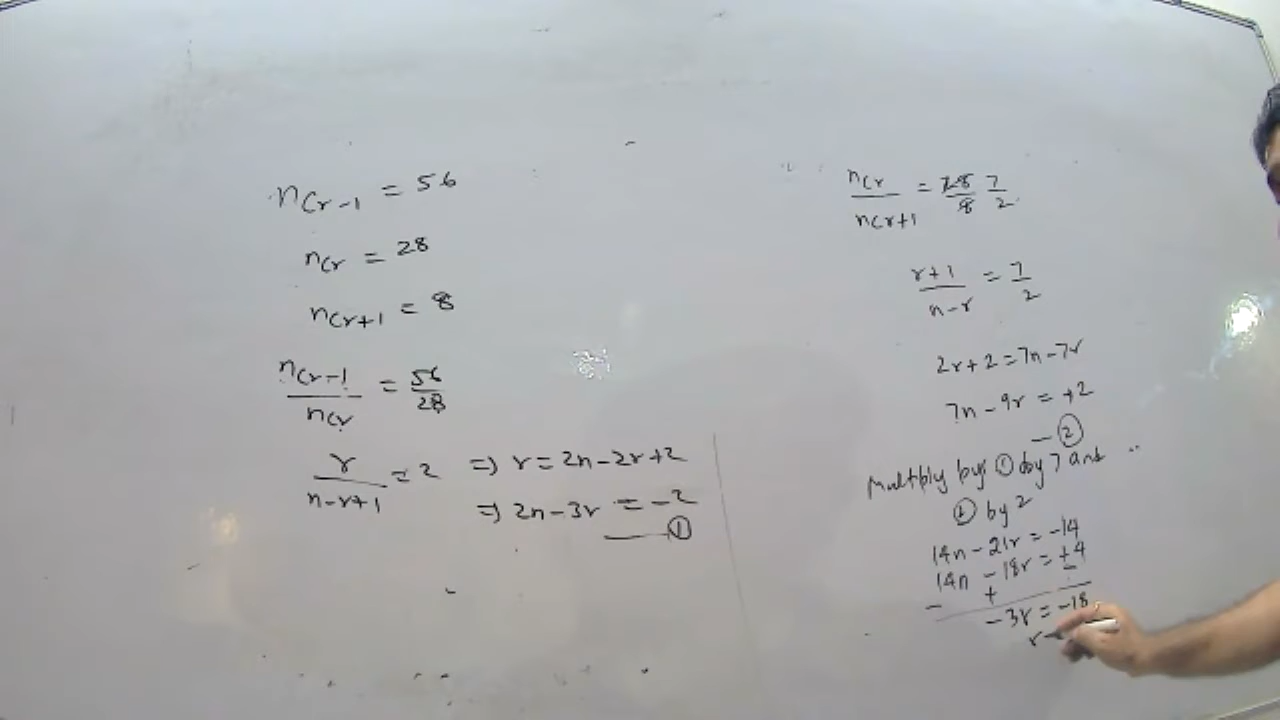 nCr-1 = 56
nCr = 28
nCr+1 = 8
nCr-1 / nCr = 56/28
r / n-r+1 = 2 => r = 2n-2r+2
=> 2n-3r = -2
①
nCr / nCr+1 = 28/8 7/2
r+1 / n-r = 7/2
2r+2 = 7n-7r
7n-9r = +2
②
Multiply ① by 7 and
② by 2
14n - 21r = -14
14n - 18r = +4
- + -
-3r = -18
r